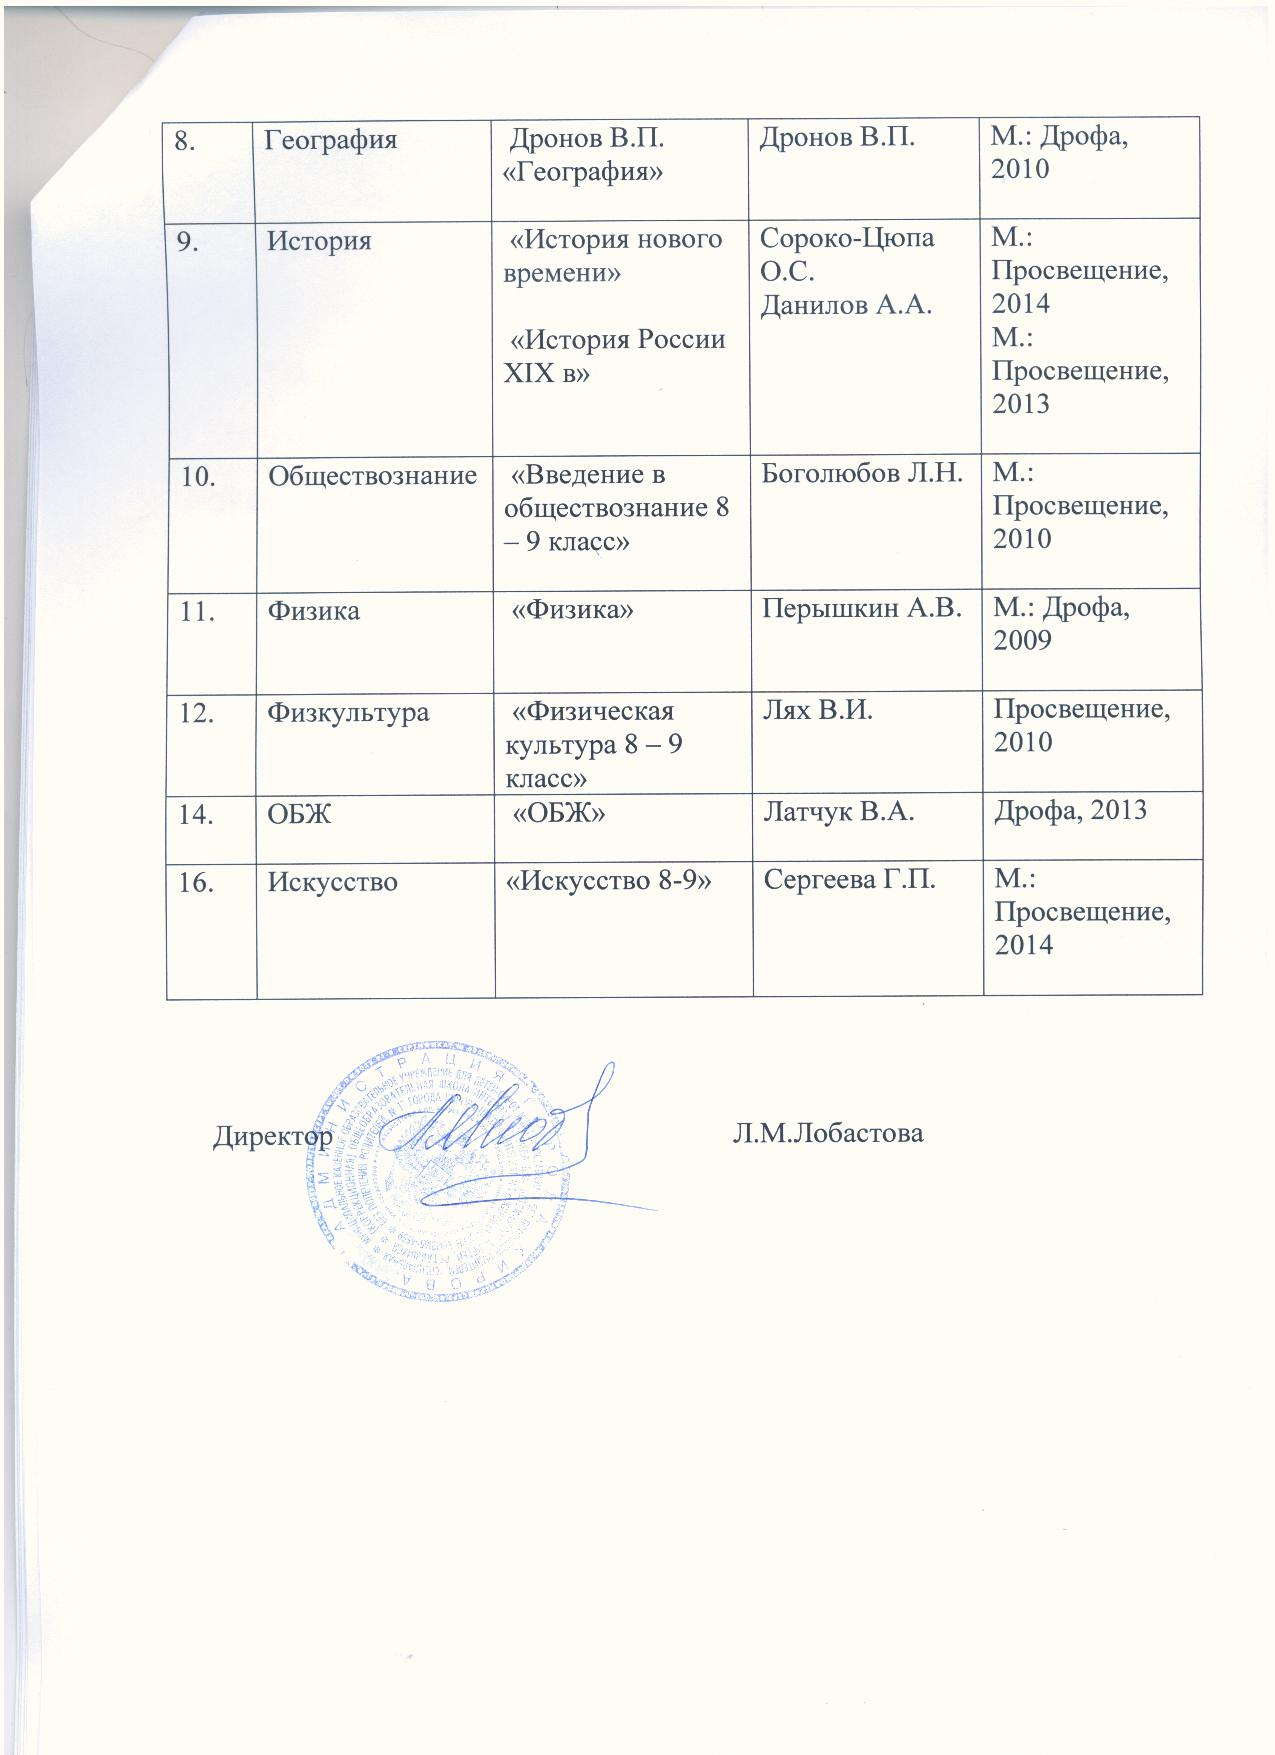 8. География Дронов В.П. Дронов В.П. М.: Дрофа,
«География» 2010
9. История «История нового Сороко-Цюпа М.:
времени» О.С. Просвещение,
Данилов А.А. 2014
«История России М.:
XIX в» Просвещение,
2013
10. Обществознание «Введение в Боголюбов Л.Н. М.:
обществознание 8 Просвещение,
– 9 класс» 2010
11. Физика «Физика» Перышкин А.В. М.: Дрофа,
2009
12. Физкультура «Физическая Лях В.И. Просвещение,
культура 8 – 9 2010
класс»
14. ОБЖ «ОБЖ» Латчук В.А. Дрофа, 2013
16. Искусство «Искусство 8-9» Сергеева Г.П. М.:
Просвещение,
2014
Директор Л.М.Лобастова
АДМИНИСТРАЦИЯ ГОРОДА КИРОВА